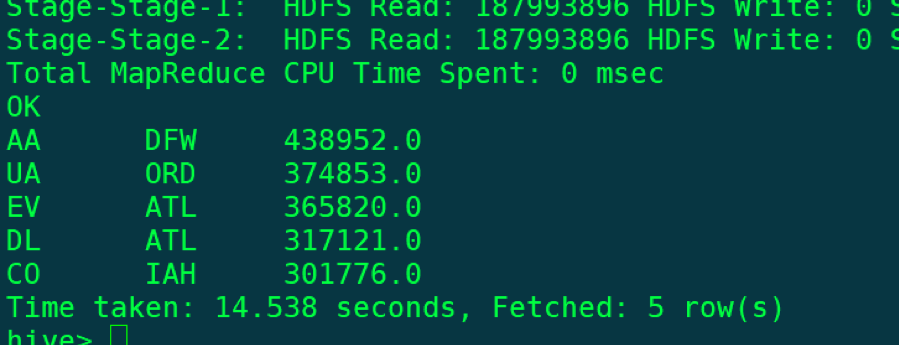 Stage-Stage-1:  HDFS Read: 187993896 HDFS Write: 0 S
Stage-Stage-2:  HDFS Read: 187993896 HDFS Write: 0 S
Total MapReduce CPU Time Spent: 0 msec
OK
AA      DFW     438952.0
UA      ORD     374853.0
EV      ATL     365820.0
DL      ATL     317121.0
CO      IAH     301776.0
Time taken: 14.538 seconds, Fetched: 5 row(s)
hive>